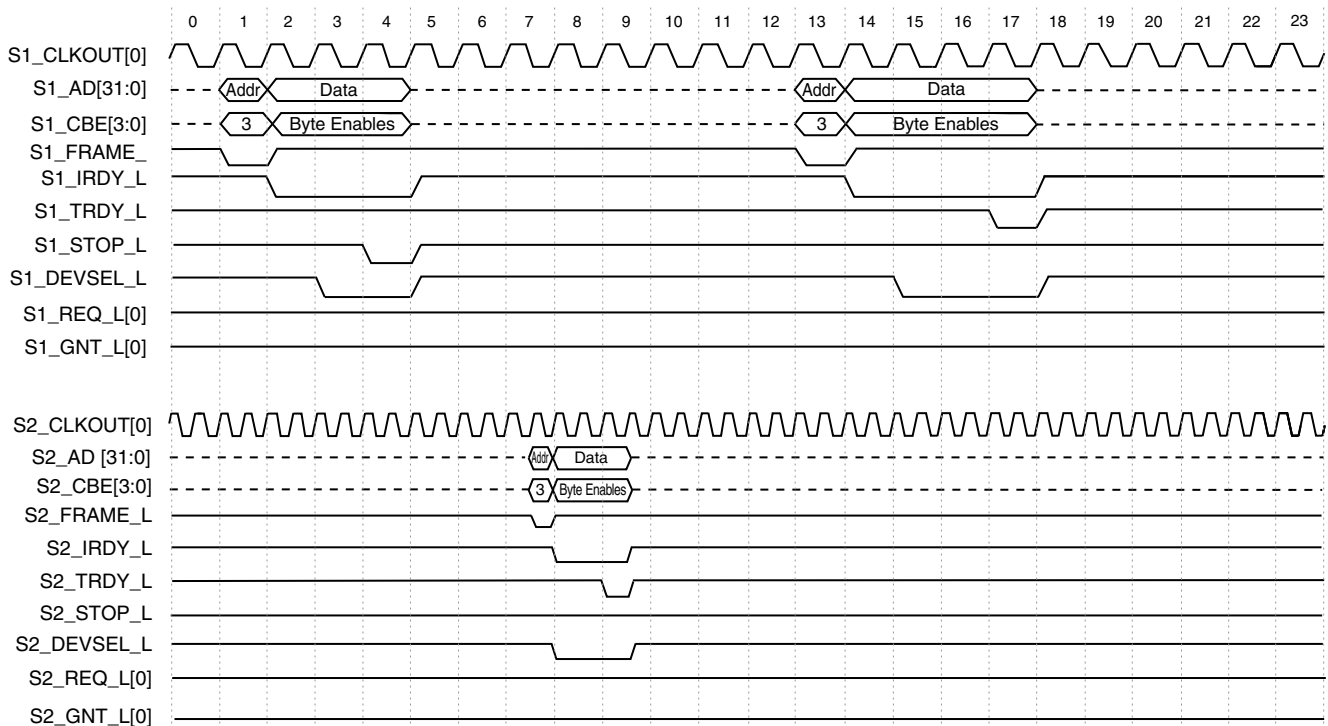 0 1 2 3 4 5 6 7 8 9 10 11 12 13 14 15 16 17 18 19 20 21 22 23
S1_CLKOUT[0]
S1_AD[31:0] Addr Data Addr Data
S1_CBE[3:0] 3 Byte Enables 3 Byte Enables
S1_FRAME_
S1_IRDY_L
S1_TRDY_L
S1_STOP_L
S1_DEVSEL_L
S1_REQ_L[0]
S1_GNT_L[0]
S2_CLKOUT[0]
S2_AD [31:0] Addr Data
S2_CBE[3:0] 3 Byte Enables
S2_FRAME_L
S2_IRDY_L
S2_TRDY_L
S2_STOP_L
S2_DEVSEL_L
S2_REQ_L[0]
S2_GNT_L[0]